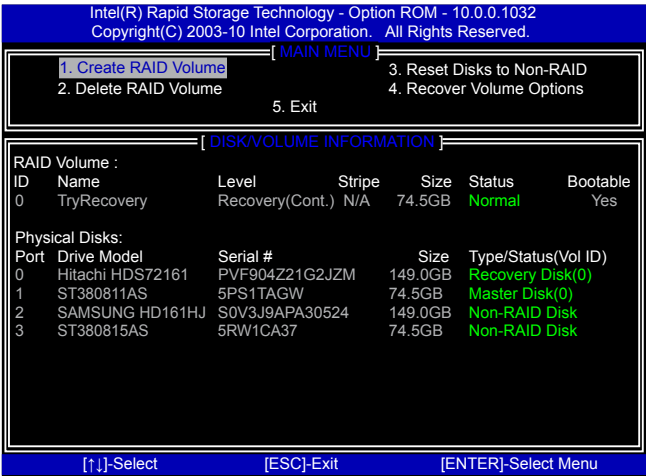 Intel(R) Rapid Storage Technology - Option ROM - 10.0.0.1032
Copyright(C) 2003-10 Intel Corporation.   All Rights Reserved.
[ MAIN MENU ]
1. Create RAID Volume 3. Reset Disks to Non-RAID
2. Delete RAID Volume 4. Recover Volume Options
5. Exit
[ DISK/VOLUME INFORMATION ]
RAID Volume :
ID Name Level Stripe Size Status Bootable
0 TryRecovery Recovery(Cont.) N/A 74.5GB Normal Yes
Physical Disks:
Port Drive Model Serial # Size Type/Status(Vol ID)
0 Hitachi HDS72161 PVF904Z21G2JZM 149.0GB Recovery Disk(0)
1 ST380811AS 5PS1TAGW 74.5GB Master Disk(0)
2 SAMSUNG HD161HJ S0V3J9APA30524 149.0GB Non-RAID Disk
3 ST380815AS 5RW1CA37 74.5GB Non-RAID Disk
[↑↓]-Select [ESC]-Exit [ENTER]-Select Menu